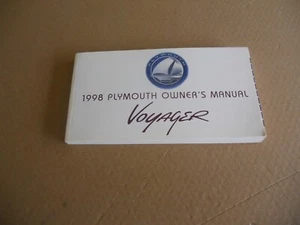 1998 PLYMOUTH OWNER'S MANUAL
VOYAGER